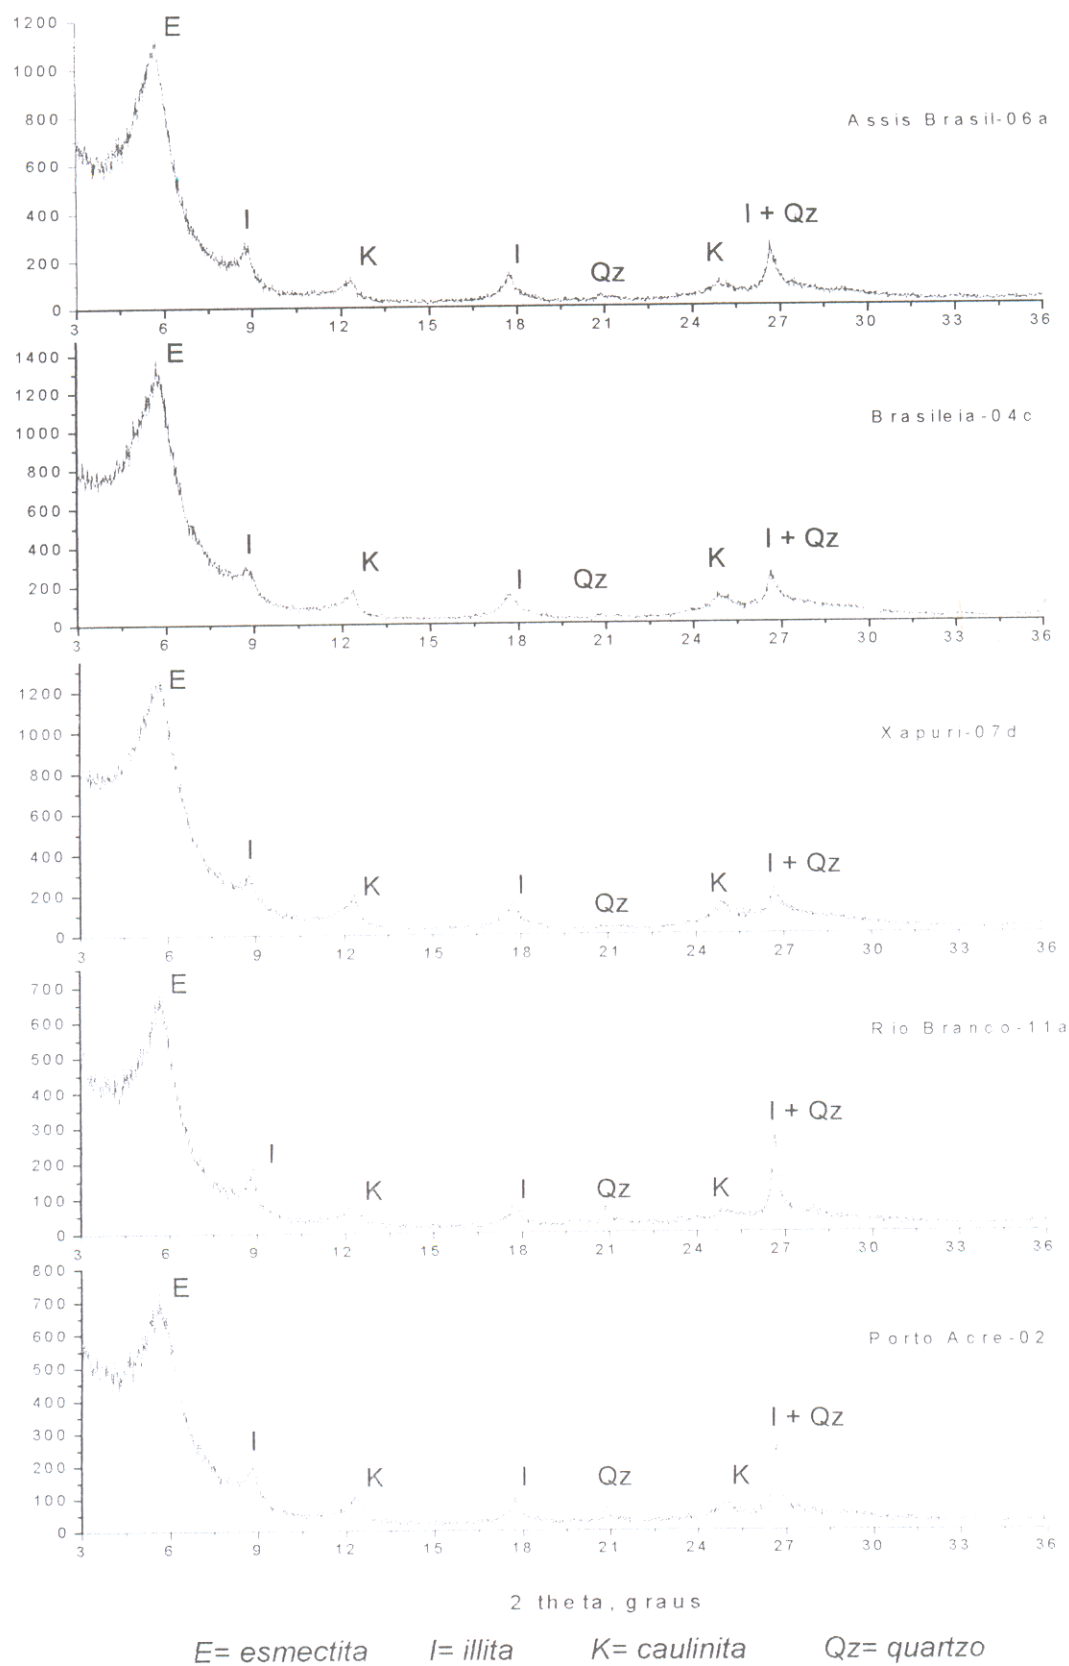 1200
E
1000
Assis Brasil-06a
800
600
400
I
I + Qz
K
I
K
200
Qz
0
3 6 9 12 15 18 21 24 27 30 33 36
E
1400
1200
Brasileia-04c
1000
800
600
I
I + Qz
400
K
I
Qz
K
200
0
3 6 9 12 15 18 21 24 27 30 33 36
E
1200
Xapuri-07d
1000
800
600
I
I + Qz
400
K
I
Qz
K
200
0
3 6 9 12 15 18 21 24 27 30 33 36
E
700
Rio Branco-11a
600
500
400
I + Qz
300
I
200
K
I
Qz
K
100
0
3 6 9 12 15 18 21 24 27 30 33 36
800
E
700
Porto Acre-02
600
500
400
I + Qz
300
I
200
K
I
Qz
K
100
0
3 6 9 12 15 18 21 24 27 30 33 36
2 theta, graus
E= esmectita I= illita K= caulinita Qz= quartzo